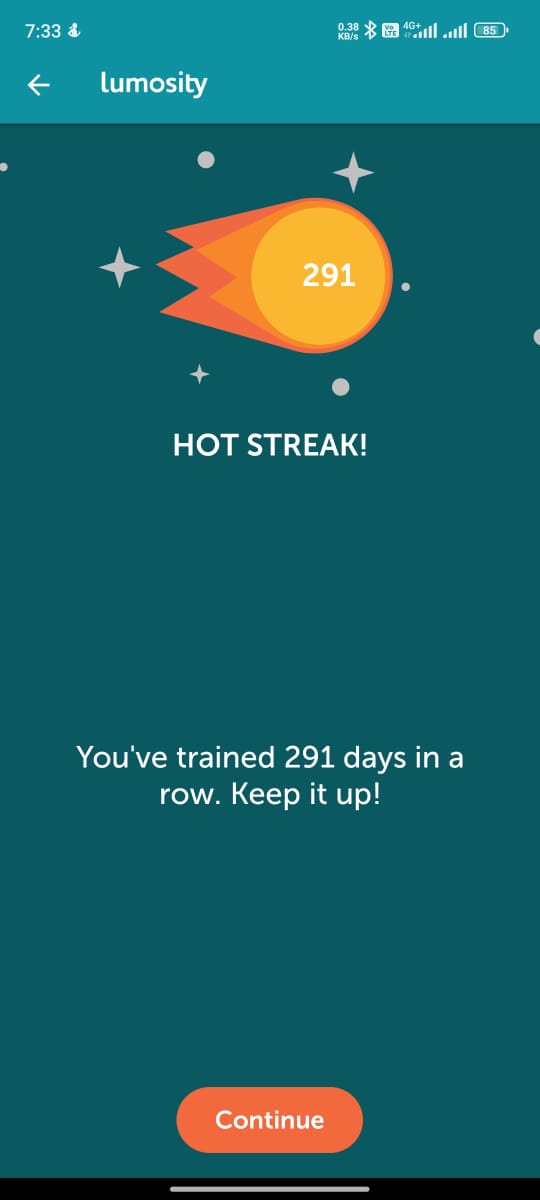 7:33
0.38
KB/s
Vo
LTE
4G+
85
lumosity
291
HOT STREAK!
You've trained 291 days in a
row. Keep it up!
Continue